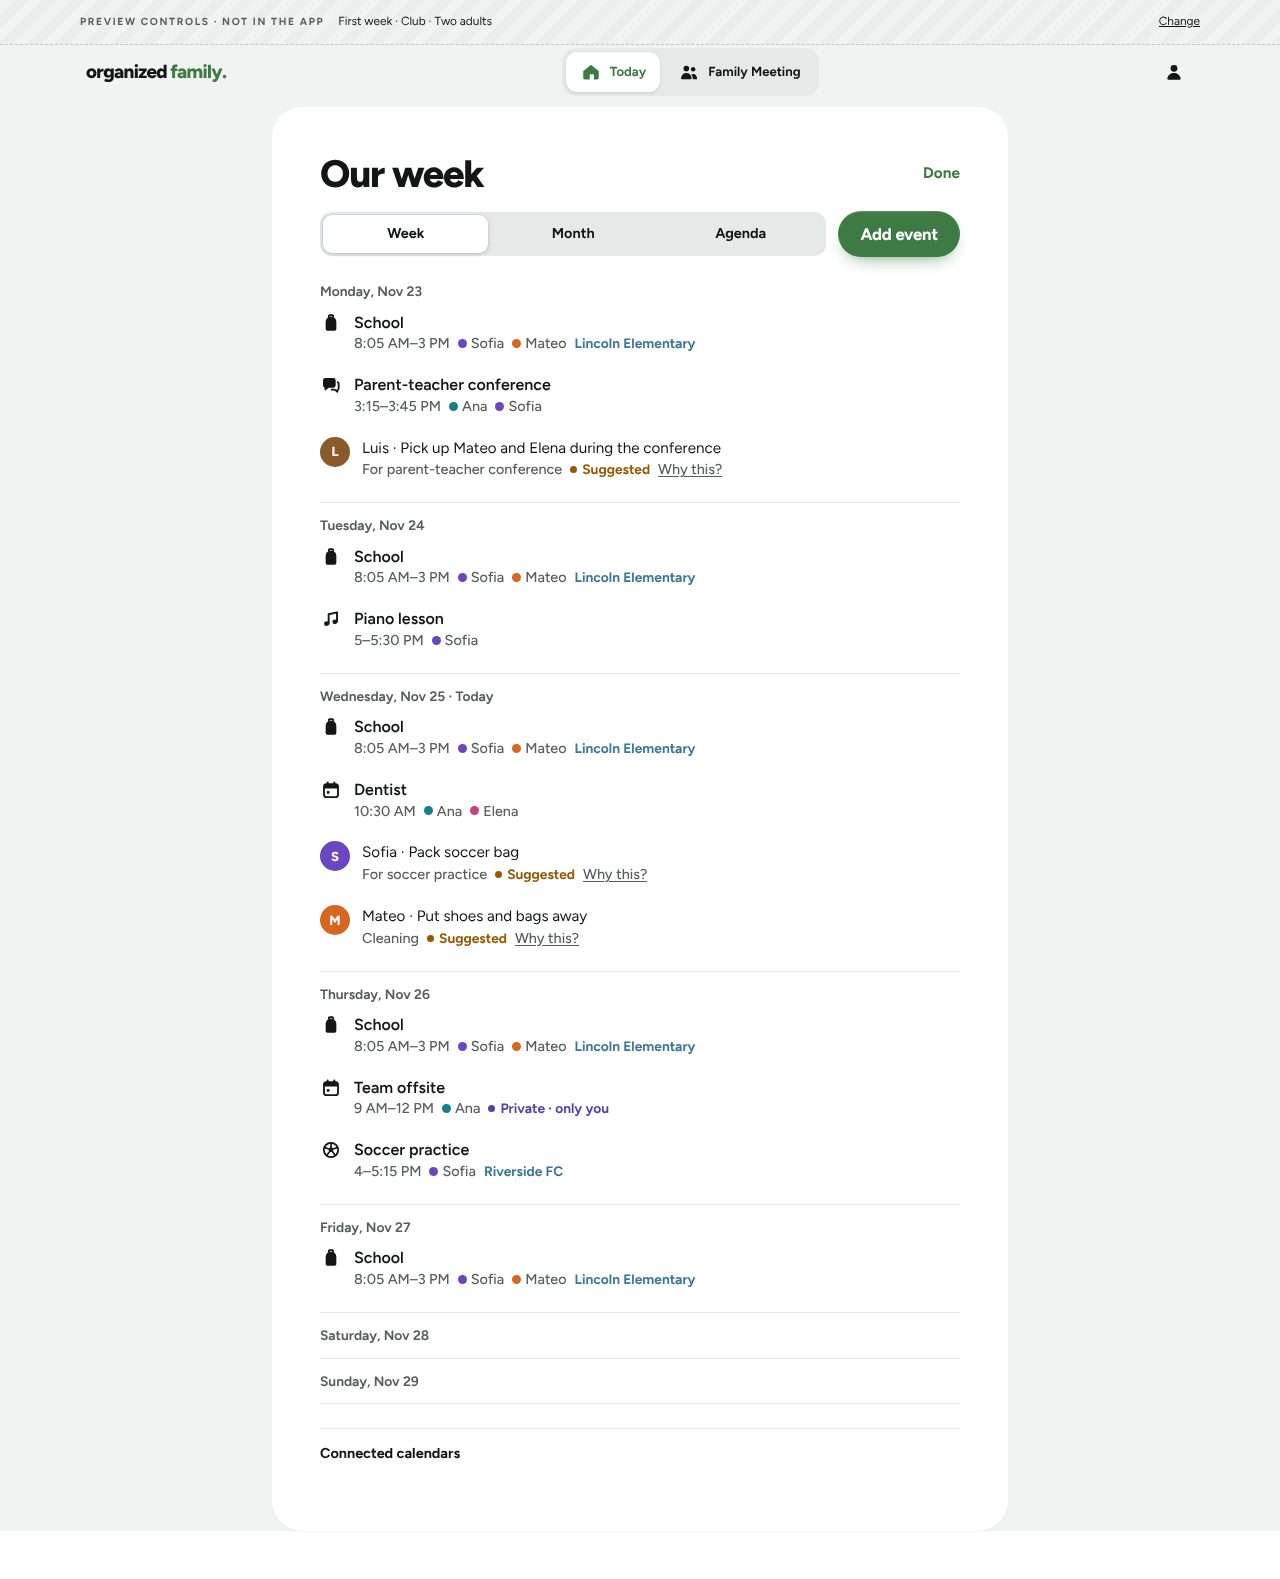 PREVIEW CONTROLS · NOT IN THE APP First week · Club · Two adults Change
organized family. Today Family Meeting
Our week Done
Week Month Agenda Add event
Monday, Nov 23
School
8:05 AM–3 PM Sofia Mateo Lincoln Elementary
Parent-teacher conference
3:15–3:45 PM Ana Sofia
L Luis · Pick up Mateo and Elena during the conference
For parent-teacher conference Suggested Why this?
Tuesday, Nov 24
School
8:05 AM–3 PM Sofia Mateo Lincoln Elementary
Piano lesson
5–5:30 PM Sofia
Wednesday, Nov 25 · Today
School
8:05 AM–3 PM Sofia Mateo Lincoln Elementary
Dentist
10:30 AM Ana Elena
S Sofia · Pack soccer bag
For soccer practice Suggested Why this?
M Mateo · Put shoes and bags away
Cleaning Suggested Why this?
Thursday, Nov 26
School
8:05 AM–3 PM Sofia Mateo Lincoln Elementary
Team offsite
9 AM–12 PM Ana Private · only you
Soccer practice
4–5:15 PM Sofia Riverside FC
Friday, Nov 27
School
8:05 AM–3 PM Sofia Mateo Lincoln Elementary
Saturday, Nov 28
Sunday, Nov 29
Connected calendars